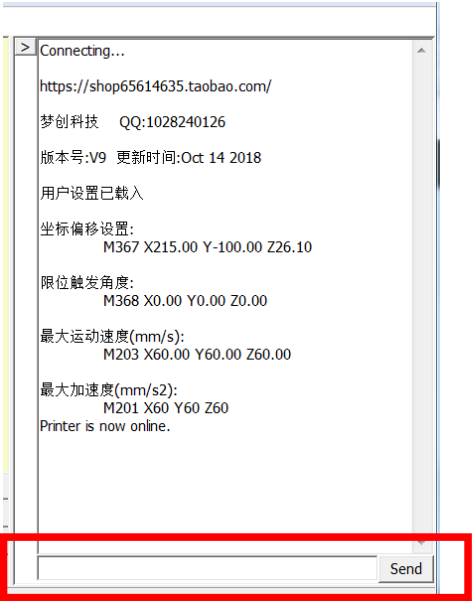 >
Connecting...
https://shop65614635.taobao.com/
梦创科技 QQ:1028240126
版本号:V9 更新时间:Oct 14 2018
用户设置已载入
坐标偏移设置:
M367 X215.00 Y-100.00 Z26.10
限位触发角度:
M368 X0.00 Y0.00 Z0.00
最大运动速度(mm/s):
M203 X60.00 Y60.00 Z60.00
最大加速度(mm/s2):
M201 X60 Y60 Z60
Printer is now online.
Send